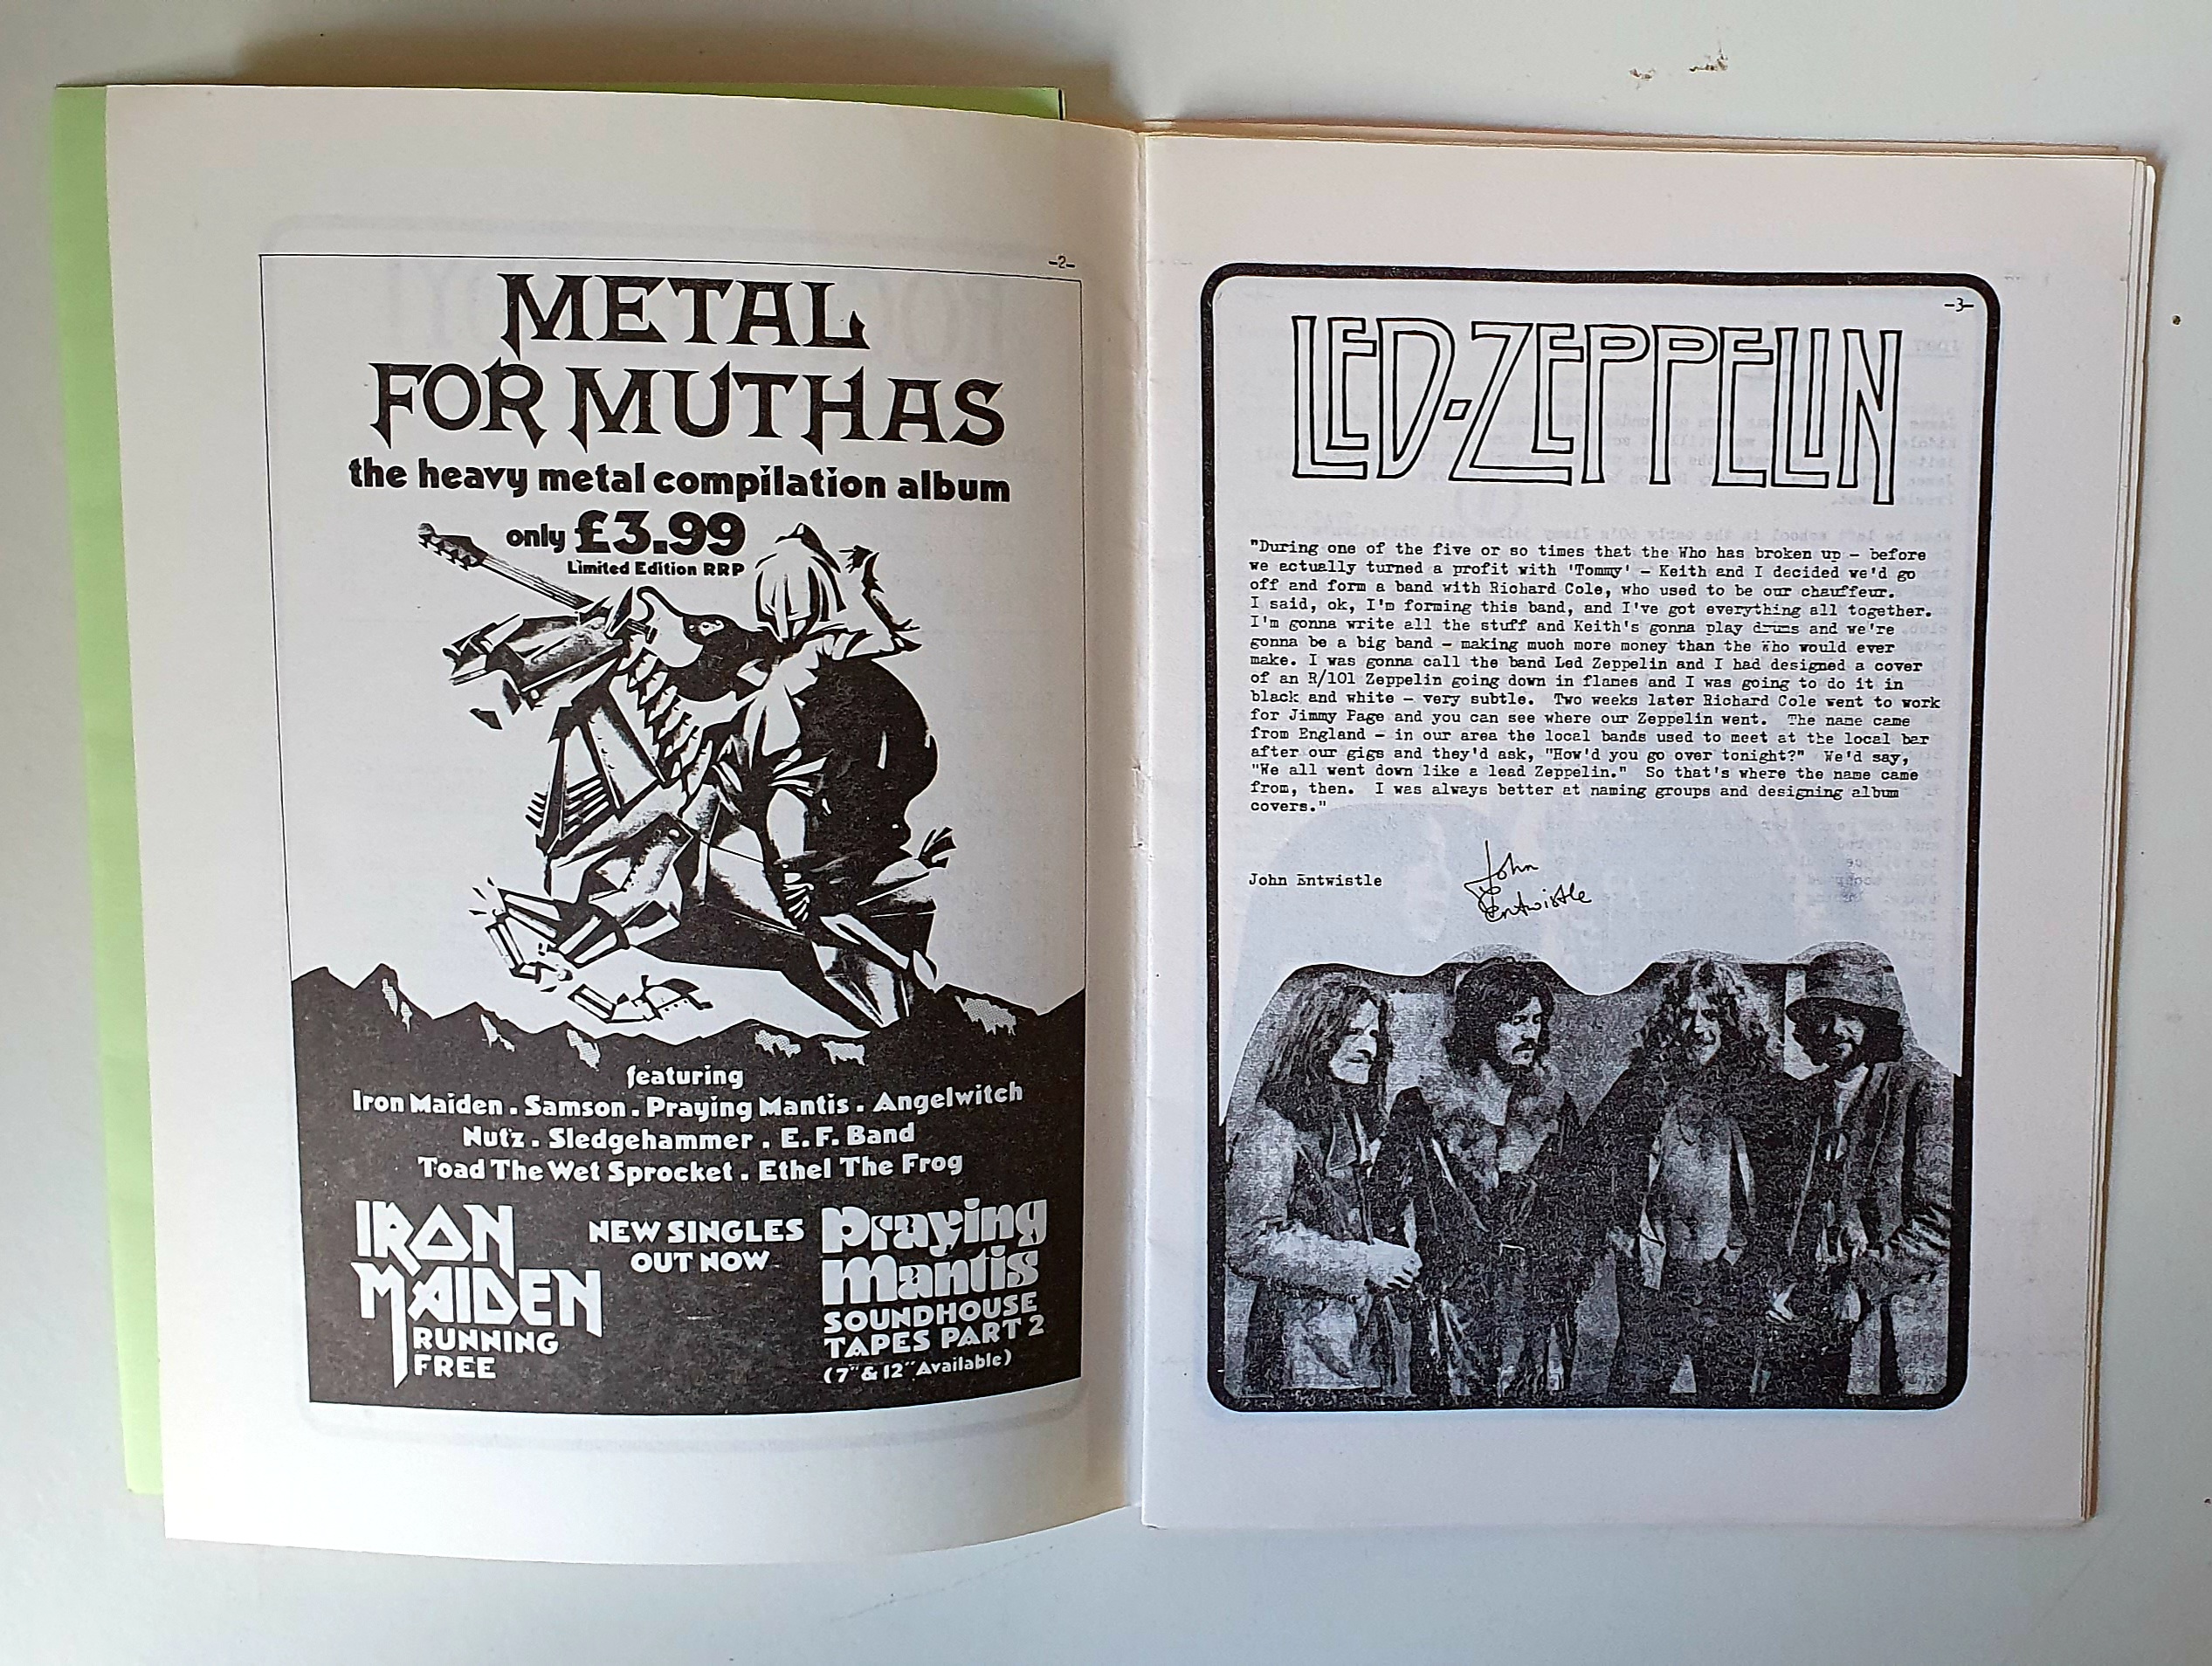 -2-
METAL
FOR MUTHAS
the heavy metal compilation album
only £3.99
Limited Edition RRP
featuring
Iron Maiden . Samson . Praying Mantis . Angelwitch
Nutz . Sledgehammer . E. F. Band
Toad The Wet Sprocket . Ethel The Frog
IRON
MAIDEN
RUNNING
FREE
NEW SINGLES
OUT NOW
Praying
Mantis
SOUNDHOUSE
TAPES PART 2
(7" & 12" Available)
-3-
LED-ZEPPELIN
"During one of the five or so times that the Who has broken up - before
we actually turned a profit with 'Tommy' - Keith and I decided we'd go
off and form a band with Richard Cole, who used to be our chauffeur.
I said, ok, I'm forming this band, and I've got everything all together.
I'm gonna write all the stuff and Keith's gonna play drums and we're
gonna be a big band - making much more money than the Who would ever
make. I was gonna call the band Led Zeppelin and I had designed a cover
of an R/101 Zeppelin going down in flames and I was going to do it in
black and white - very subtle. Two weeks later Richard Cole went to work
for Jimmy Page and you can see where our Zeppelin went. The name came
from England - in our area the local bands used to meet at the local bar
after our gigs and they'd ask, "How'd you go over tonight?" We'd say,
"We all went down like a lead Zeppelin." So that's where the name came
from, then. I was always better at naming groups and designing album
covers."
John Entwistle
John
Entwistle